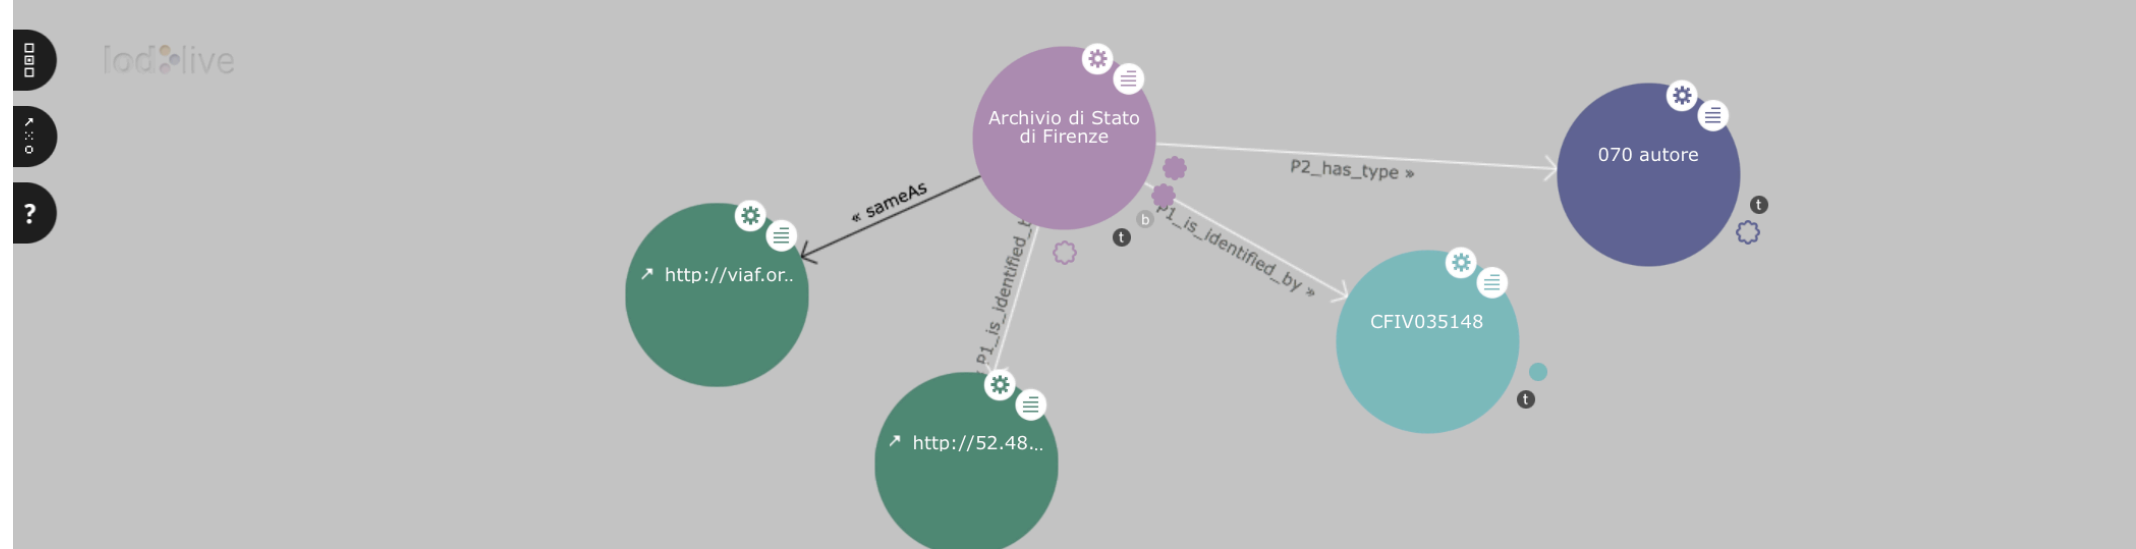 lod live
?
Archivio di Stato
di Firenze
070 autore
P2_has_type »
« sameAs
P1_is_identified_by »
P1_is_identified_b
b
t
t
http://viaf.or..
CFIV035148
t
http://52.48...